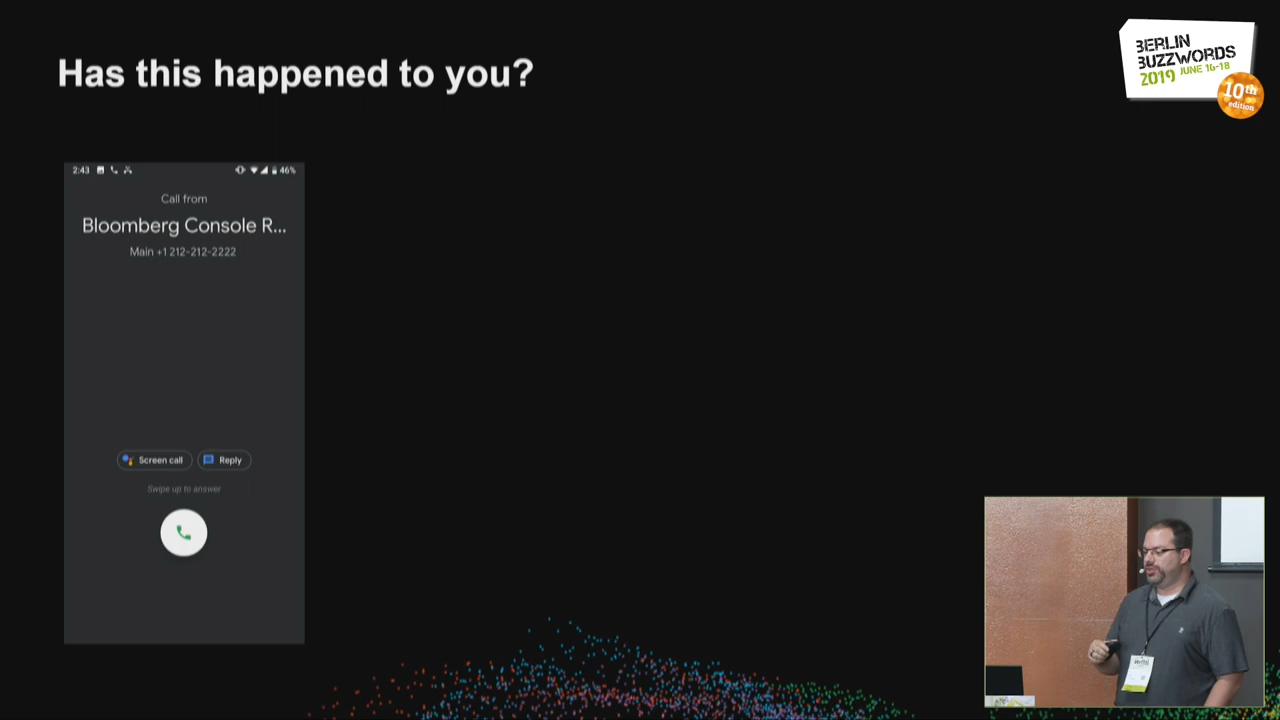 Has this happened to you?
BERLIN
BUZZWORDS
2019 JUNE 16-18
10th
edition
2:43
46%
Call from
Bloomberg Console R...
Main +1 212-212-2222
Screen call
Reply
Swipe up to answer